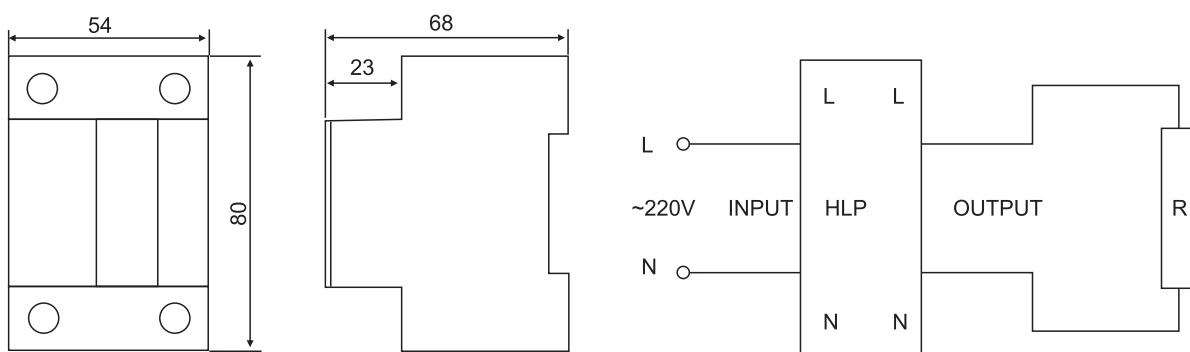 54
80
68
23
L L
L
~220V INPUT HLP OUTPUT R
N
N N